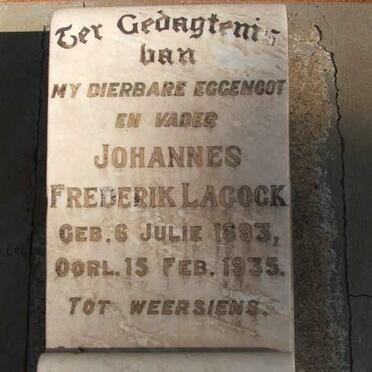 Ter Gedagtenis
van
MY DIERBARE EGGENOOT
EN VADER
JOHANNES
FREDERIK LACOCK
GEB. 6 JULIE 1893,
OORL. 15 FEB. 1935.
TOT WEERSIENS.